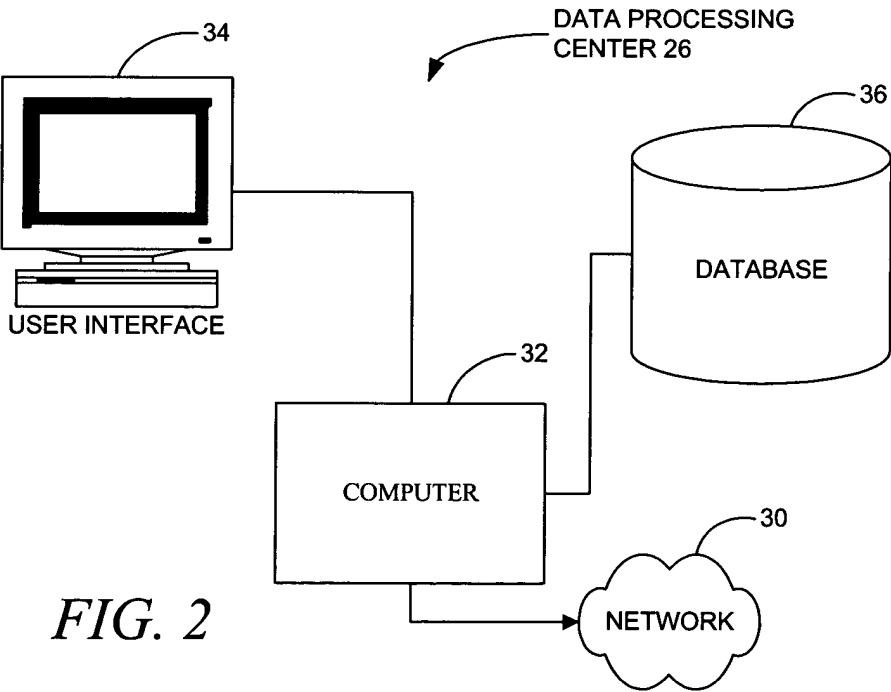 34
DATA PROCESSING
CENTER 26
36
DATABASE
USER INTERFACE
32
COMPUTER
30
NETWORK
FIG. 2